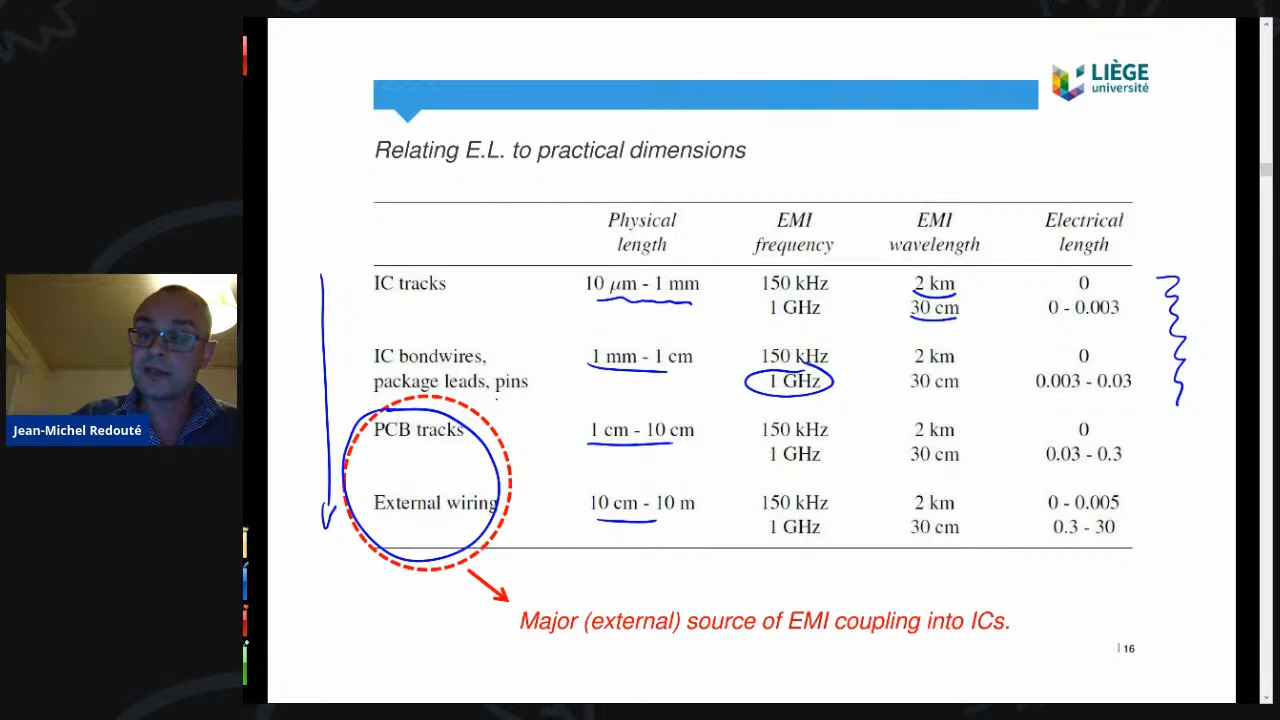 LIÈGE
université
Relating E.L. to practical dimensions
Physical length EMI frequency EMI wavelength Electrical length
IC tracks 10 μm - 1 mm 150 kHz 2 km 0
1 GHz 30 cm 0 - 0.003
IC bondwires, 1 mm - 1 cm 150 kHz 2 km 0
package leads, pins 1 GHz 30 cm 0.003 - 0.03
PCB tracks 1 cm - 10 cm 150 kHz 2 km 0
1 GHz 30 cm 0.03 - 0.3
External wiring 10 cm - 10 m 150 kHz 2 km 0 - 0.005
1 GHz 30 cm 0.3 - 30
Major (external) source of EMI coupling into ICs.
| 16
Jean-Michel Redouté